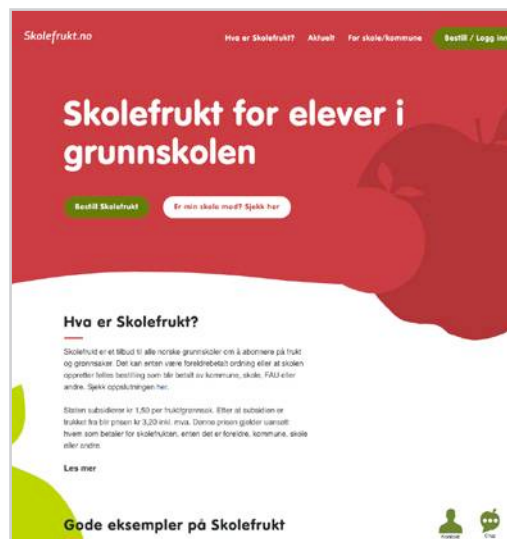 Skolefrukt.no
Hva er Skolefrukt? Aktuelt For skole/kommune Bestill / Logg inn
Skolefrukt for elever i
grunnskolen
Bestill Skolefrukt Er min skole med? Sjekk her
Hva er Skolefrukt?
Skolefrukt er et tilbud til alle norske grunnskoler om å abonnere på frukt
og grønnsaker. Det kan enten være foreldrebetalt ordning eller at skolen
oppretter felles bestilling som blir betalt av kommune, skole, FAU eller
andre. Sjekk oppslutningen her.
Staten subsidierer kr 1,50 per frukt/grønnsak. Etter at subsidien er
trukket fra blir prisen kr 3,20 inkl. mva. Denne prisen gjelder uansett
hvem som betaler for skolefrukten, enten det er foreldre, kommune, skole
eller andre.
Les mer
Gode eksempler på Skolefrukt
Chat